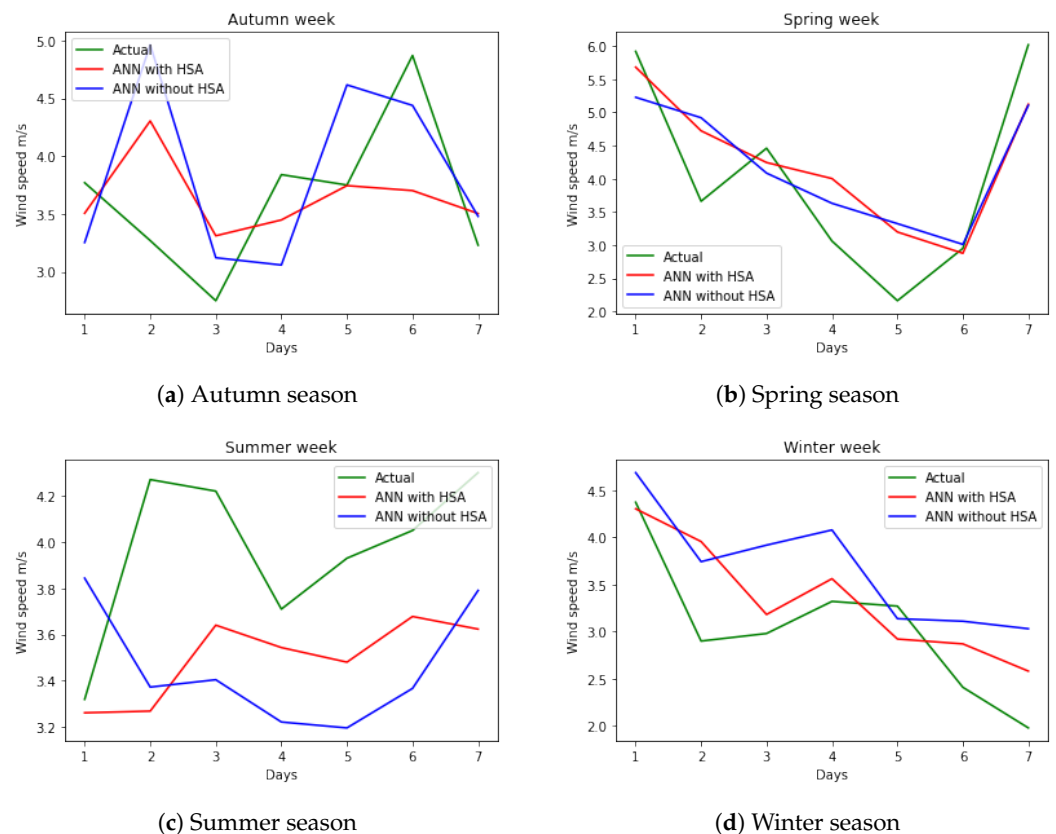 Autumn week
5.0
4.5
4.0
3.5
3.0
Wind speed m/s
Actual
ANN with HSA
ANN without HSA
1 2 3 4 5 6 7
Days
(a) Autumn season
Spring week
6.0
5.5
5.0
4.5
4.0
3.5
3.0
2.5
2.0
Wind speed m/s
Actual
ANN with HSA
ANN without HSA
1 2 3 4 5 6 7
Days
(b) Spring season
Summer week
4.2
4.0
3.8
3.6
3.4
3.2
Wind speed m/s
Actual
ANN with HSA
ANN without HSA
1 2 3 4 5 6 7
Days
(c) Summer season
Winter week
4.5
4.0
3.5
3.0
2.5
2.0
Wind speed m/s
Actual
ANN with HSA
ANN without HSA
1 2 3 4 5 6 7
Days
(d) Winter season